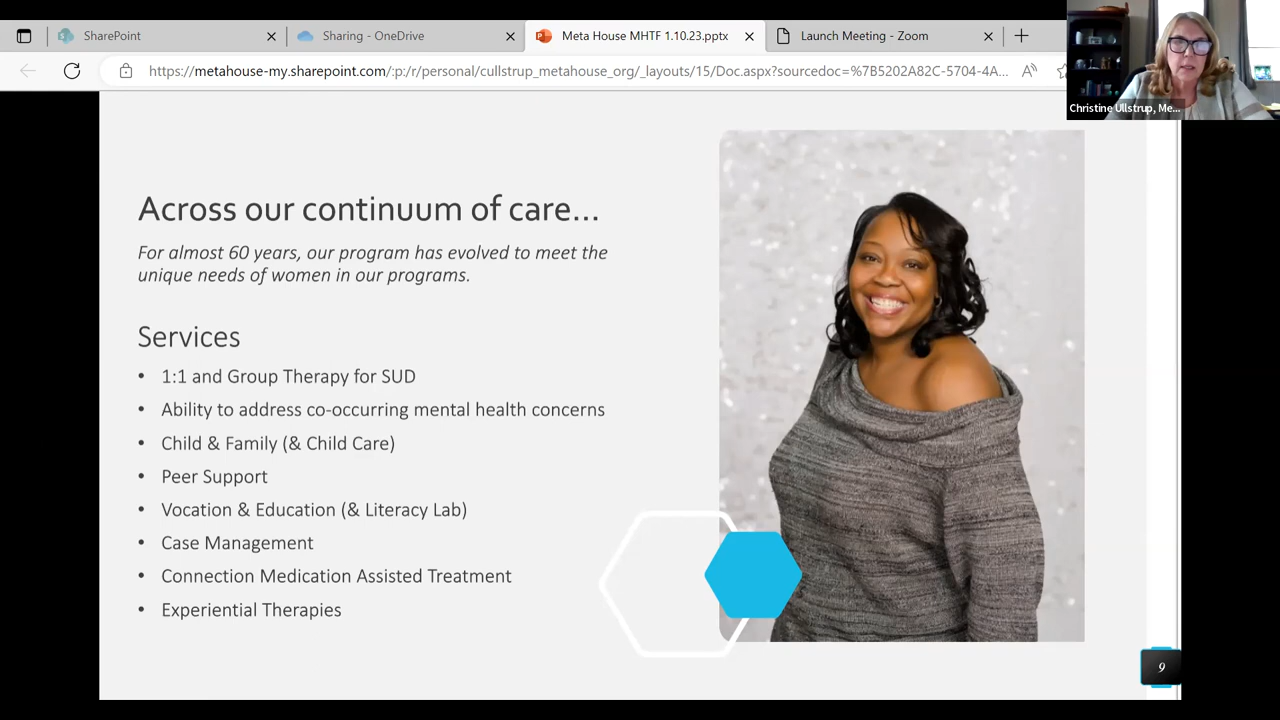 SharePoint
Sharing - OneDrive
Meta House MHTF 1.10.23.pptx
Launch Meeting - Zoom
https://metahouse-my.sharepoint.com/:p:/r/personal/cullstrup_metahouse_org/_layouts/15/Doc.aspx?sourcedoc=%7B5202A82C-5704-4A...
Christine Ullstrup, Me...
Across our continuum of care...
For almost 60 years, our program has evolved to meet the
unique needs of women in our programs.
Services
• 1:1 and Group Therapy for SUD
• Ability to address co-occurring mental health concerns
• Child & Family (& Child Care)
• Peer Support
• Vocation & Education (& Literacy Lab)
• Case Management
• Connection Medication Assisted Treatment
• Experiential Therapies
9